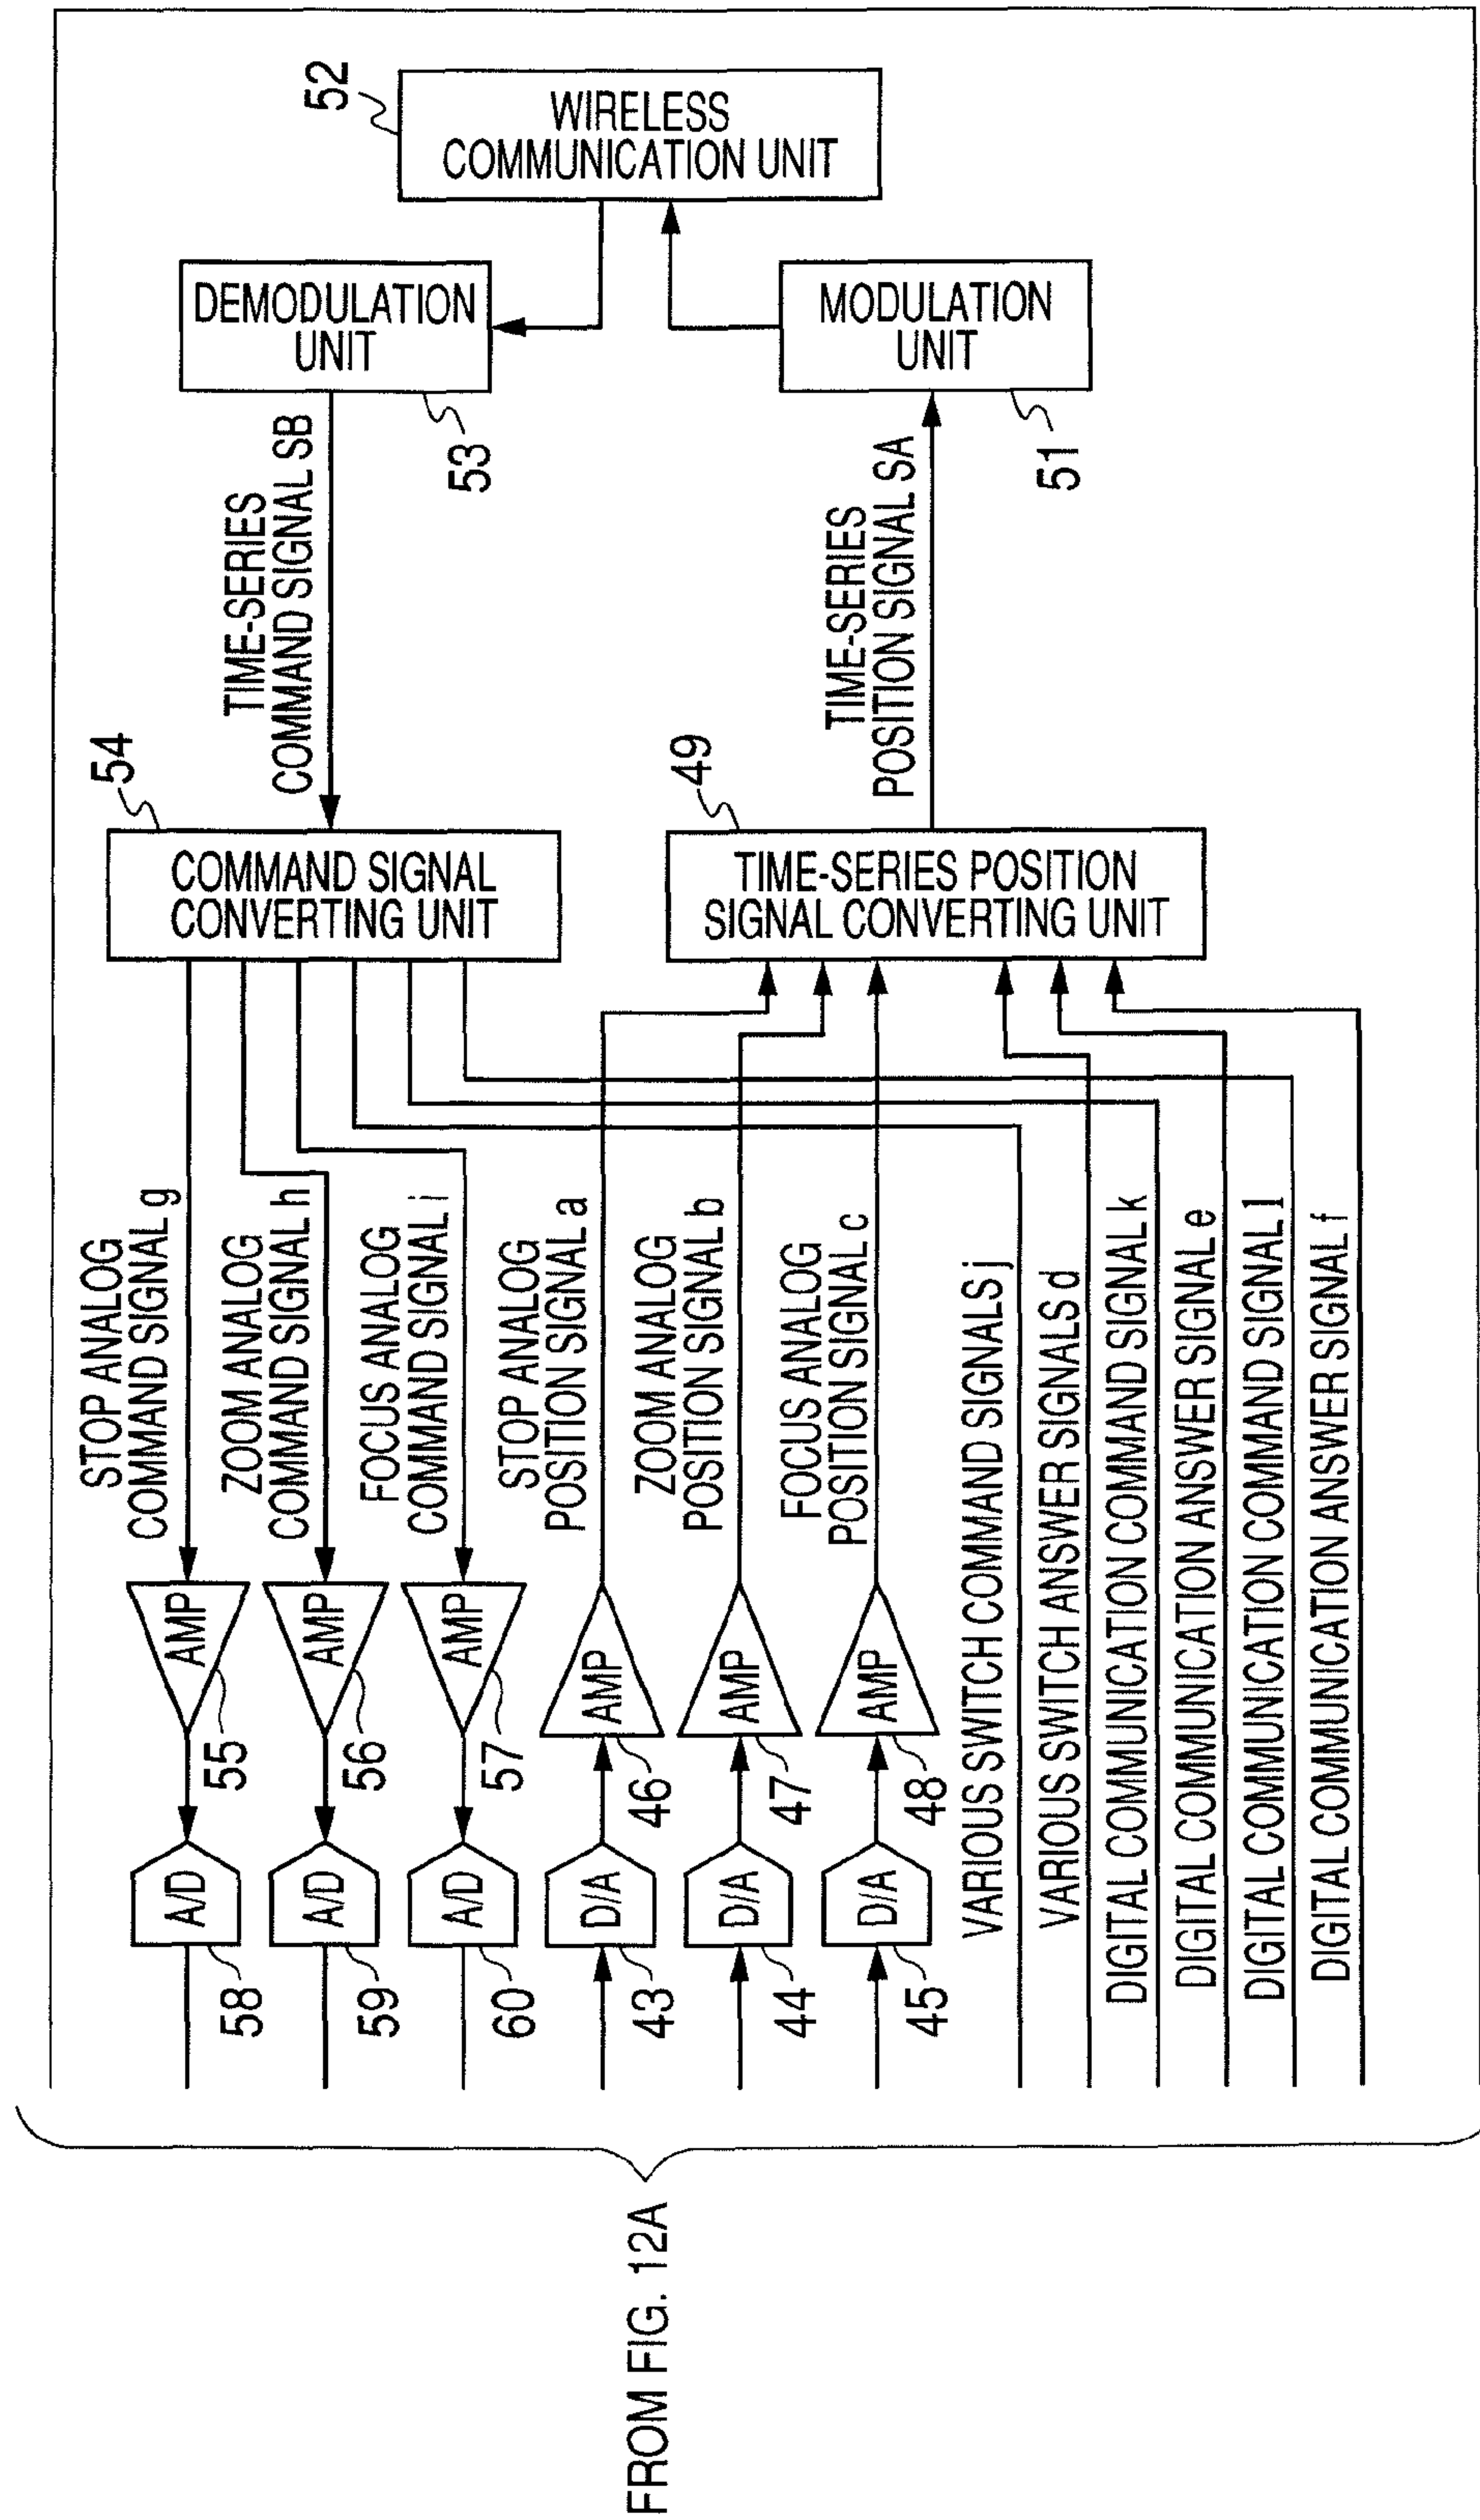 FROM FIG. 12A
58
A/D
55
AMP
STOP ANALOG
COMMAND SIGNAL g
59
A/D
56
AMP
ZOOM ANALOG
COMMAND SIGNAL h
60
A/D
57
AMP
FOCUS ANALOG
COMMAND SIGNAL i
43
D/A
46
AMP
STOP ANALOG
POSITION SIGNAL a
44
D/A
47
AMP
ZOOM ANALOG
POSITION SIGNAL b
45
D/A
48
AMP
FOCUS ANALOG
POSITION SIGNAL c
VARIOUS SWITCH COMMAND SIGNALS j
VARIOUS SWITCH ANSWER SIGNALS d
DIGITAL COMMUNICATION COMMAND SIGNAL k
DIGITAL COMMUNICATION ANSWER SIGNAL e
DIGITAL COMMUNICATION COMMAND SIGNAL l
DIGITAL COMMUNICATION ANSWER SIGNAL f
54
COMMAND SIGNAL
CONVERTING UNIT
49
TIME-SERIES POSITION
SIGNAL CONVERTING UNIT
TIME-SERIES
COMMAND SIGNAL SB
TIME-SERIES
POSITION SIGNAL SA
53
DEMODULATION
UNIT
51
MODULATION
UNIT
52
WIRELESS
COMMUNICATION UNIT